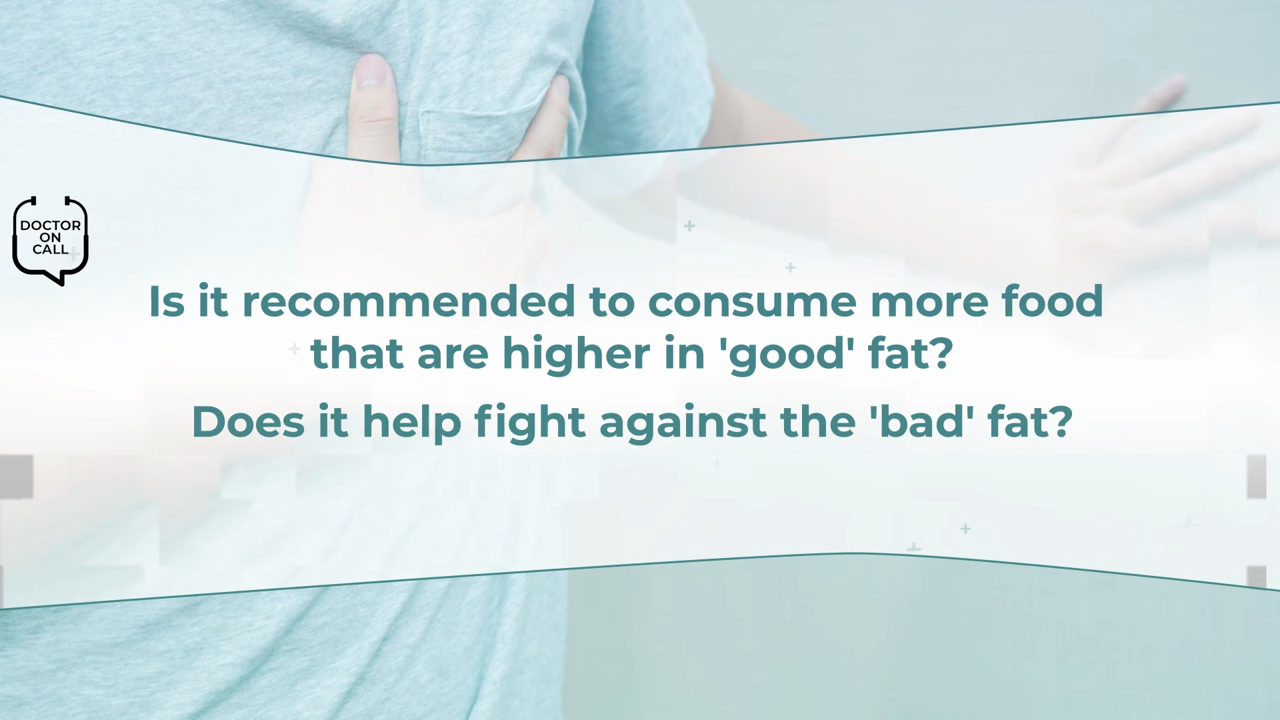 DOCTOR
ON
CALL
Is it recommended to consume more food
that are higher in 'good' fat?
Does it help fight against the 'bad' fat?